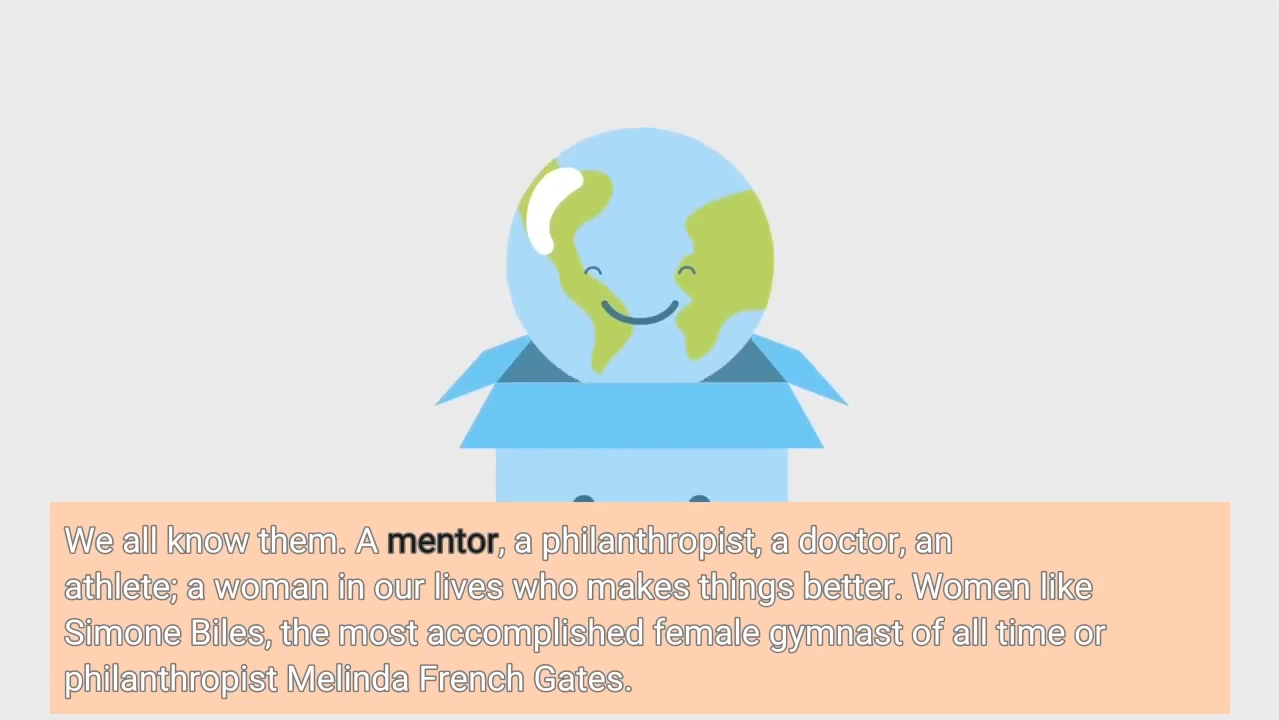 We all know them. A mentor, a philanthropist, a doctor, an
athlete; a woman in our lives who makes things better. Women like
Simone Biles, the most accomplished female gymnast of all time or
philanthropist Melinda French Gates.